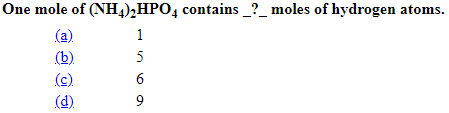 One mole of (NH₄)₂HPO₄ contains _?_ moles of hydrogen atoms.
(a) 1
(b) 5
(c) 6
(d) 9